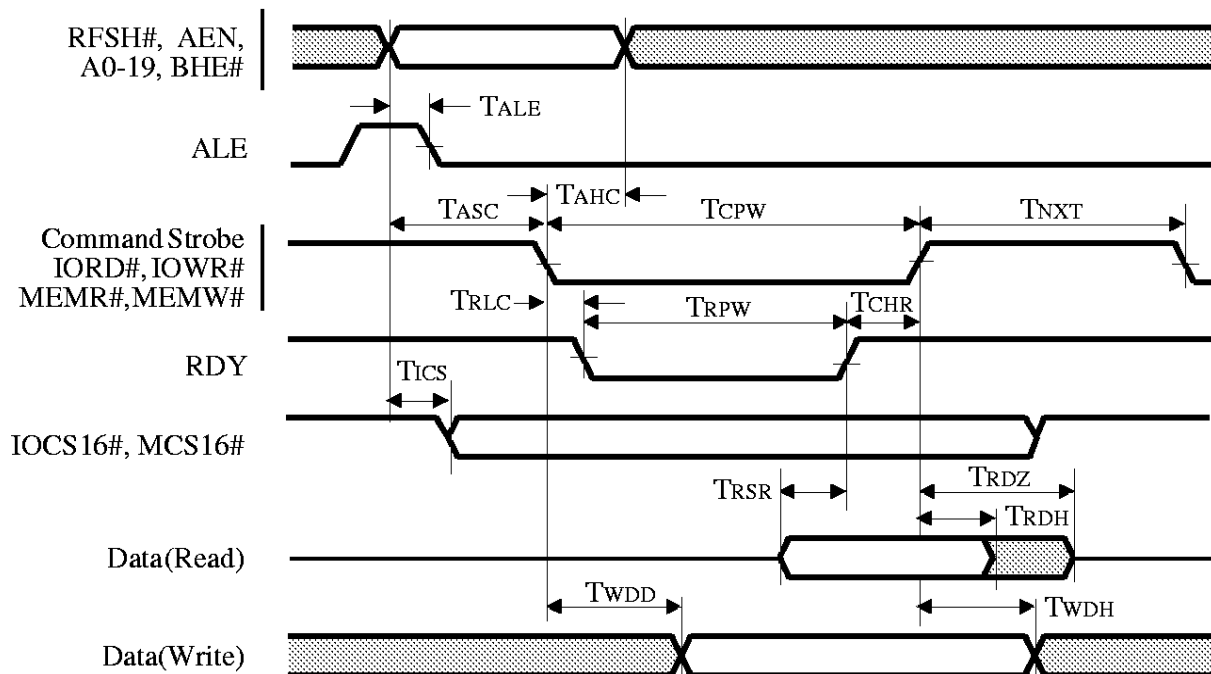 RFSH#, AEN,
A0-19, BHE#
TALE
ALE
TAHC
TASC
TCPW
TNXT
Command Strobe
IORD#, IOWR#
MEMR#,MEMW#
TRLC
TRPW
TCHR
RDY
TICS
IOCS16#, MCS16#
TRSR
TRDZ
TRDH
Data(Read)
TWDD
TWDH
Data(Write)